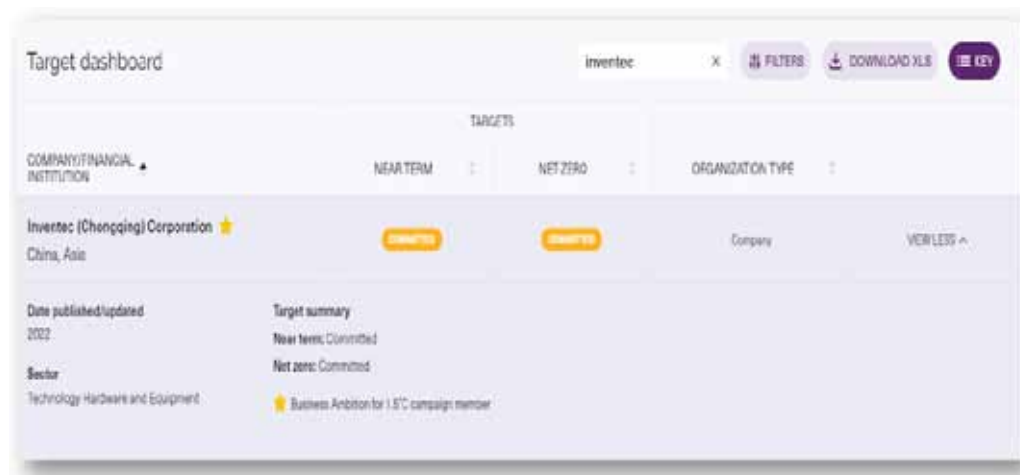 Target dashboard
inventec X FILTERS DOWNLOAD XLS KEY
TARGETS
COMPANY/FINANCIAL INSTITUTION
NEAR TERM
NET ZERO
ORGANIZATION TYPE
Inventec (Chongqing) Corporation
China, Asia
COMMITTED
COMMITTED
Company
VIEW LESS
Date published/updated
2022
Sector
Technology Hardware and Equipment
Target summary
Near term: Committed
Net zero: Committed
Business Ambition for 1.5°C campaign member